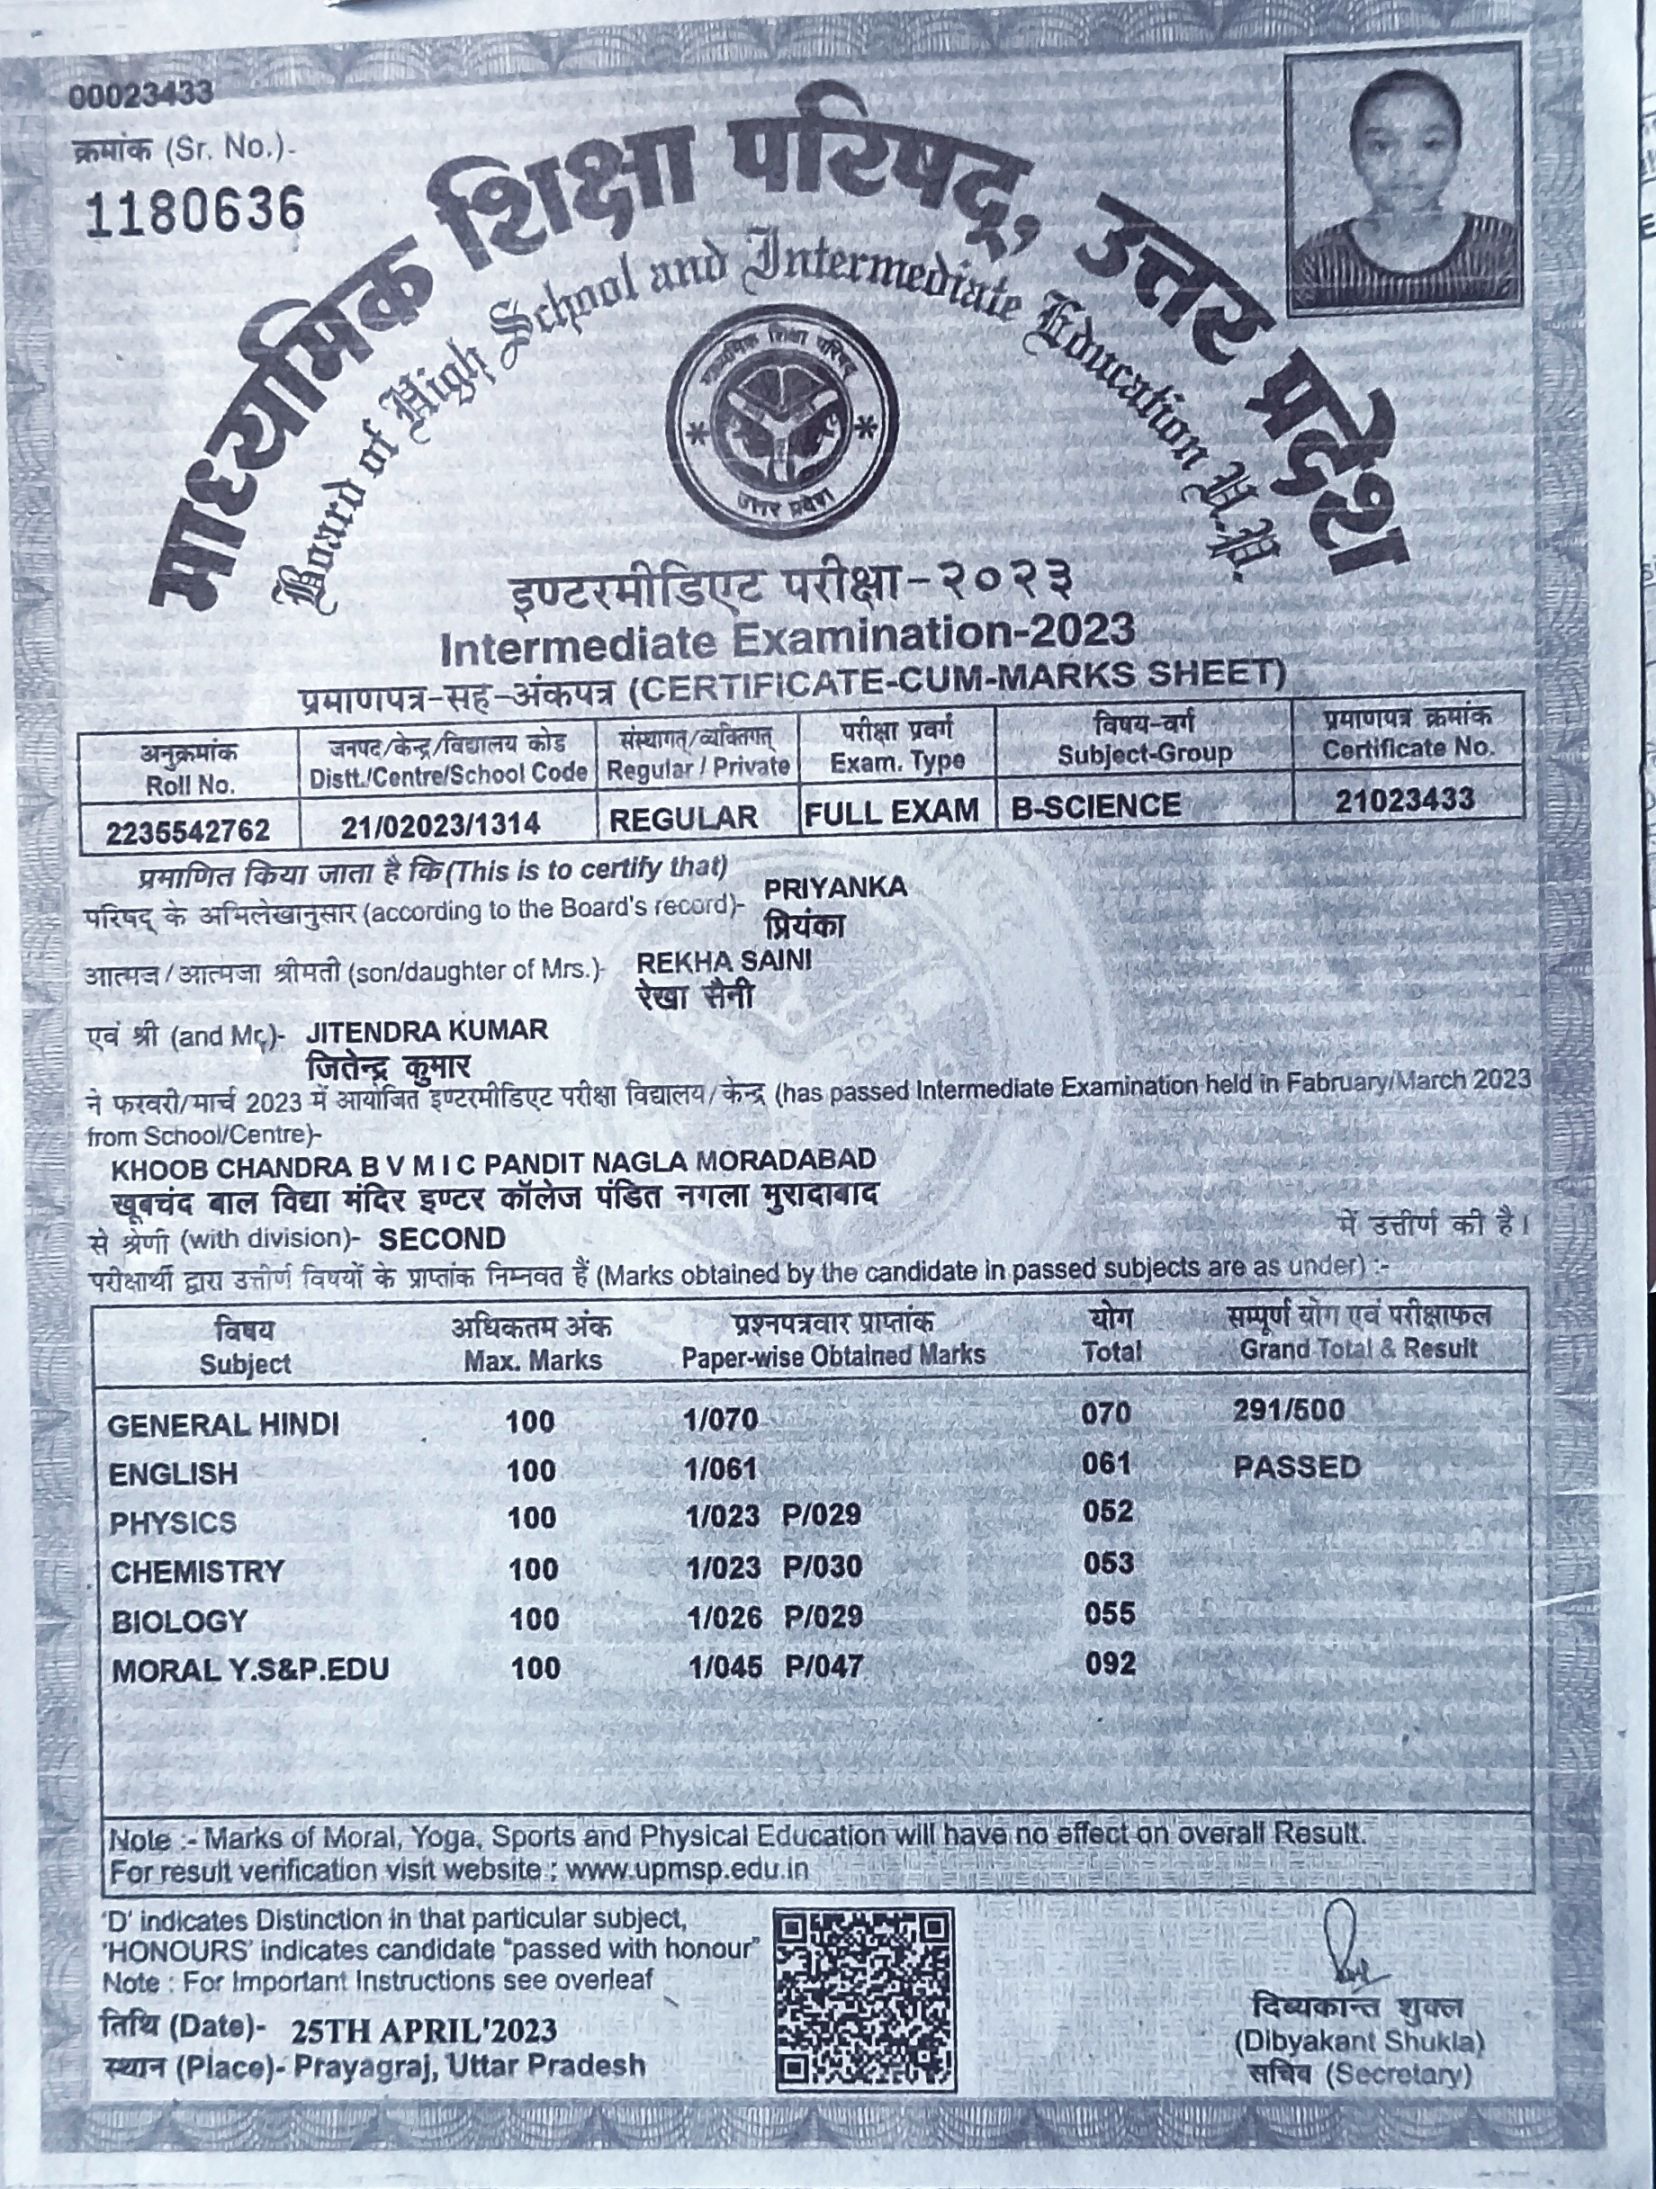 00023433
क्रमांक (Sr. No.)-
1180636
माध्यमिक शिक्षा परिषद्, उत्तर प्रदेश
Board of High School and Intermediate Education U.P.
माध्यमिक शिक्षा परिषद्
उत्तर प्रदेश
इण्टरमीडिएट परीक्षा-२०२३
Intermediate Examination-2023
प्रमाणपत्र-सह-अंकपत्र (CERTIFICATE-CUM-MARKS SHEET)
अनुक्रमांक जनपद/केन्द्र/विद्यालय कोड संस्थागत्/व्यक्तिगत् परीक्षा प्रवर्ग विषय-वर्ग प्रमाणपत्र क्रमांक
Roll No. Distt./Centre/School Code Regular / Private Exam. Type Subject-Group Certificate No.
2235542762 21/02023/1314 REGULAR FULL EXAM B-SCIENCE 21023433
प्रमाणित किया जाता है कि (This is to certify that)
परिषद् के अभिलेखानुसार (according to the Board's record)- PRIYANKA
प्रियंका
आत्मज/आत्मजा श्रीमती (son/daughter of Mrs.)- REKHA SAINI
रेखा सैनी
एवं श्री (and Mr.)- JITENDRA KUMAR
जितेन्द्र कुमार
ने फरवरी/मार्च 2023 में आयोजित इण्टरमीडिएट परीक्षा विद्यालय/केन्द्र (has passed Intermediate Examination held in Fabruary/March 2023
from School/Centre)-
KHOOB CHANDRA B V M I C PANDIT NAGLA MORADABAD
खूबचंद बाल विद्या मंदिर इण्टर कॉलेज पंडित नगला मुरादाबाद
से श्रेणी (with division)- SECOND में उत्तीर्ण की है।
परीक्षार्थी द्वारा उत्तीर्ण विषयों के प्राप्तांक निम्नवत हैं (Marks obtained by the candidate in passed subjects are as under) :-
विषय अधिकतम अंक प्रश्नपत्रवार प्राप्तांक योग सम्पूर्ण योग एवं परीक्षाफल
Subject Max. Marks Paper-wise Obtained Marks Total Grand Total & Result
GENERAL HINDI 100 1/070 070 291/500
ENGLISH 100 1/061 061 PASSED
PHYSICS 100 1/023 P/029 052
CHEMISTRY 100 1/023 P/030 053
BIOLOGY 100 1/026 P/029 055
MORAL Y.S&P.EDU 100 1/045 P/047 092
Note :- Marks of Moral, Yoga, Sports and Physical Education will have no effect on overall Result.
For result verification visit website : www.upmsp.edu.in
'D' indicates Distinction in that particular subject,
'HONOURS' indicates candidate "passed with honour"
Note : For Important Instructions see overleaf
तिथि (Date)- 25TH APRIL'2023
स्थान (Place)- Prayagraj, Uttar Pradesh
दिव्यकान्त शुक्ल
(Dibyakant Shukla)
सचिव (Secretary)